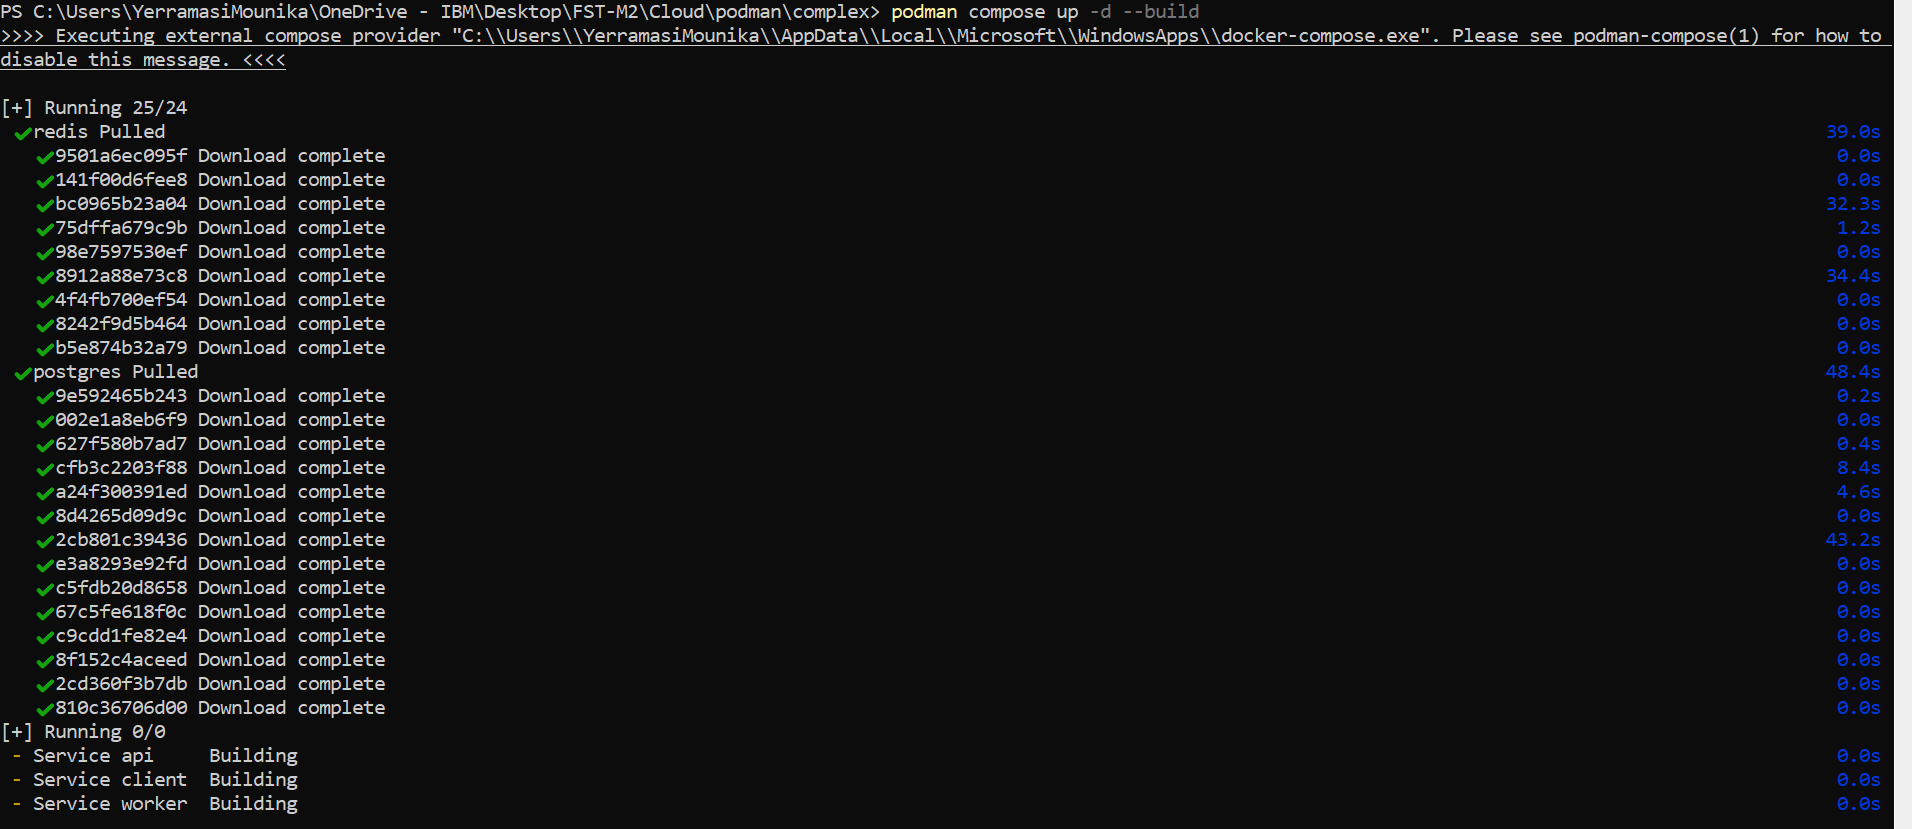 PS C:\Users\YerramasiMounika\OneDrive - IBM\Desktop\FST-M2\Cloud\podman\complex> podman compose up -d --build
>>>> Executing external compose provider "C:\\Users\\YerramasiMounika\\AppData\\Local\\Microsoft\\WindowsApps\\docker-compose.exe". Please see podman-compose(1) for how to
disable this message. <<<<
[+] Running 25/24
✔redis Pulled 39.0s
✔9501a6ec095f Download complete 0.0s
✔141f00d6fee8 Download complete 0.0s
✔bc0965b23a04 Download complete 32.3s
✔75dffa679c9b Download complete 1.2s
✔98e7597530ef Download complete 0.0s
✔8912a88e73c8 Download complete 34.4s
✔4f4fb700ef54 Download complete 0.0s
✔8242f9d5b464 Download complete 0.0s
✔b5e874b32a79 Download complete 0.0s
✔postgres Pulled 48.4s
✔9e592465b243 Download complete 0.2s
✔002e1a8eb6f9 Download complete 0.0s
✔627f580b7ad7 Download complete 0.4s
✔cfb3c2203f88 Download complete 8.4s
✔a24f300391ed Download complete 4.6s
✔8d4265d09d9c Download complete 0.0s
✔2cb801c39436 Download complete 43.2s
✔e3a8293e92fd Download complete 0.0s
✔c5fdb20d8658 Download complete 0.0s
✔67c5fe618f0c Download complete 0.0s
✔c9cdd1fe82e4 Download complete 0.0s
✔8f152c4aceed Download complete 0.0s
✔2cd360f3b7db Download complete 0.0s
✔810c36706d00 Download complete 0.0s
[+] Running 0/0
- Service api Building 0.0s
- Service client Building 0.0s
- Service worker Building 0.0s